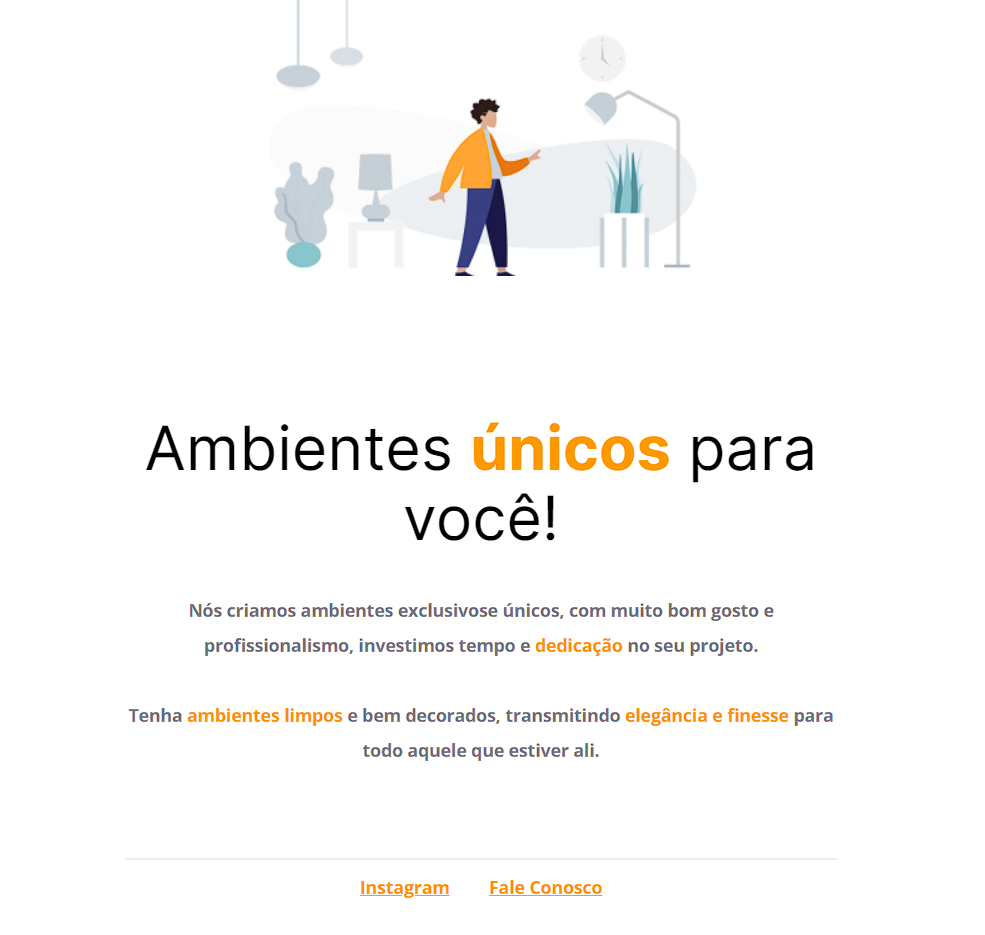 Ambientes únicos para
você!
Nós criamos ambientes exclusivose únicos, com muito bom gosto e
profissionalismo, investimos tempo e dedicação no seu projeto.
Tenha ambientes limpos e bem decorados, transmitindo elegância e finesse para
todo aquele que estiver ali.
Instagram Fale Conosco